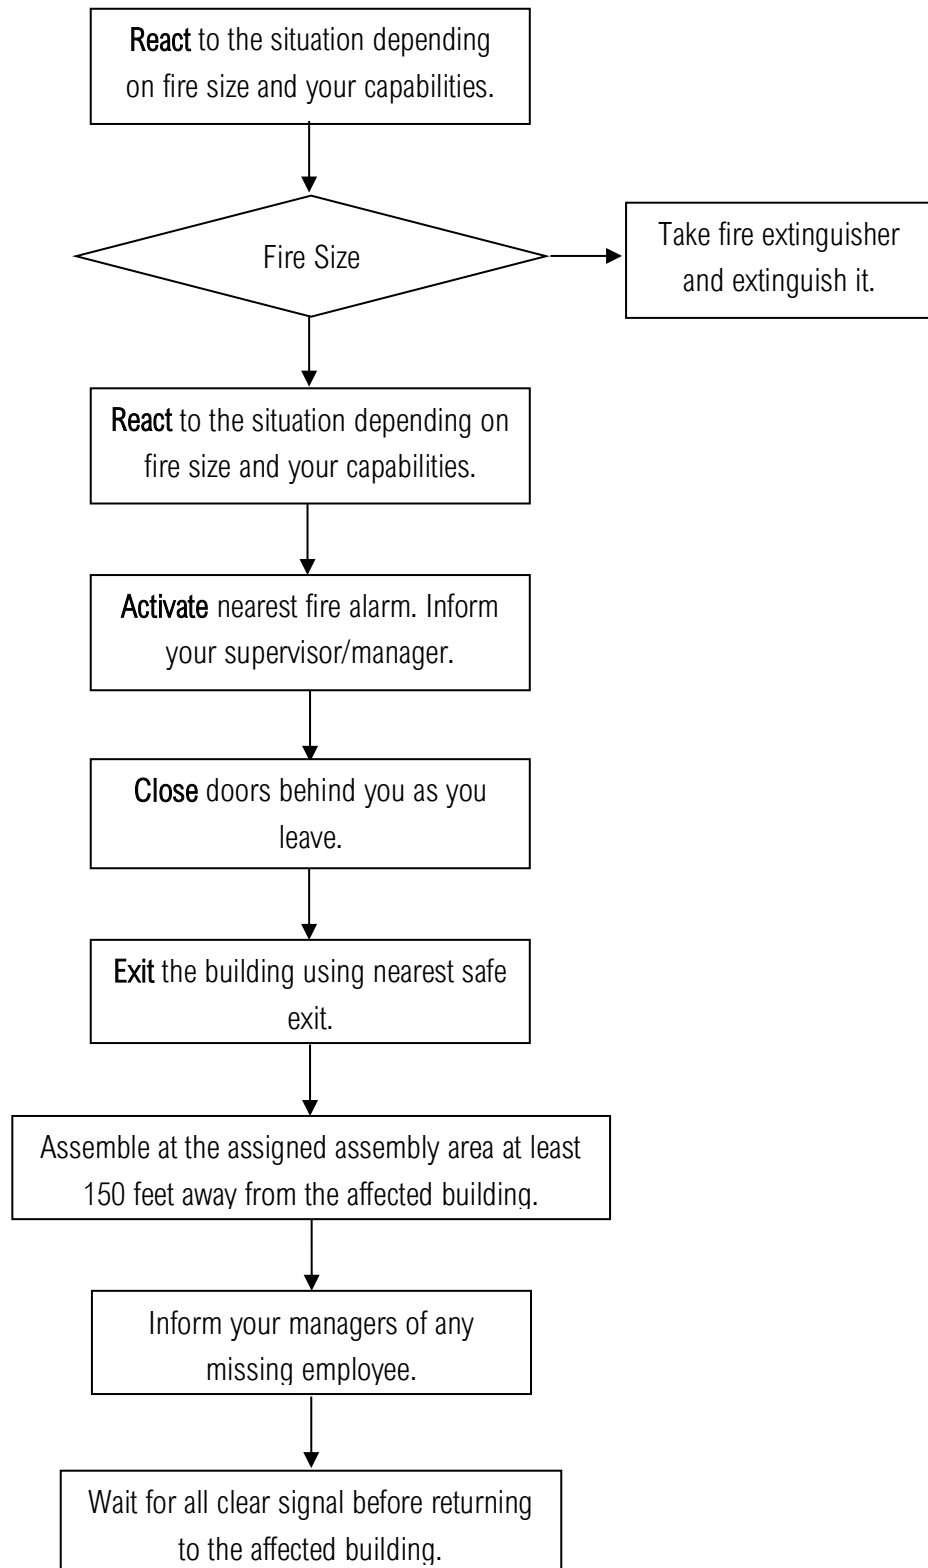 React to the situation depending
on fire size and your capabilities.
Fire Size
Take fire extinguisher
and extinguish it.
React to the situation depending on
fire size and your capabilities.
Activate nearest fire alarm. Inform
your supervisor/manager.
Close doors behind you as you
leave.
Exit the building using nearest safe
exit.
Assemble at the assigned assembly area at least
150 feet away from the affected building.
Inform your managers of any
missing employee.
Wait for all clear signal before returning
to the affected building.